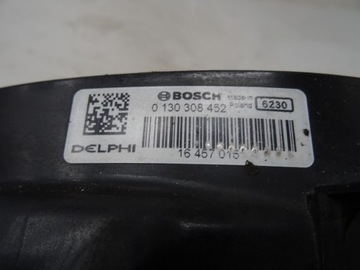 BOSCH Made in Poland
0 130 308 452 6230
DELPHI
16 457 015